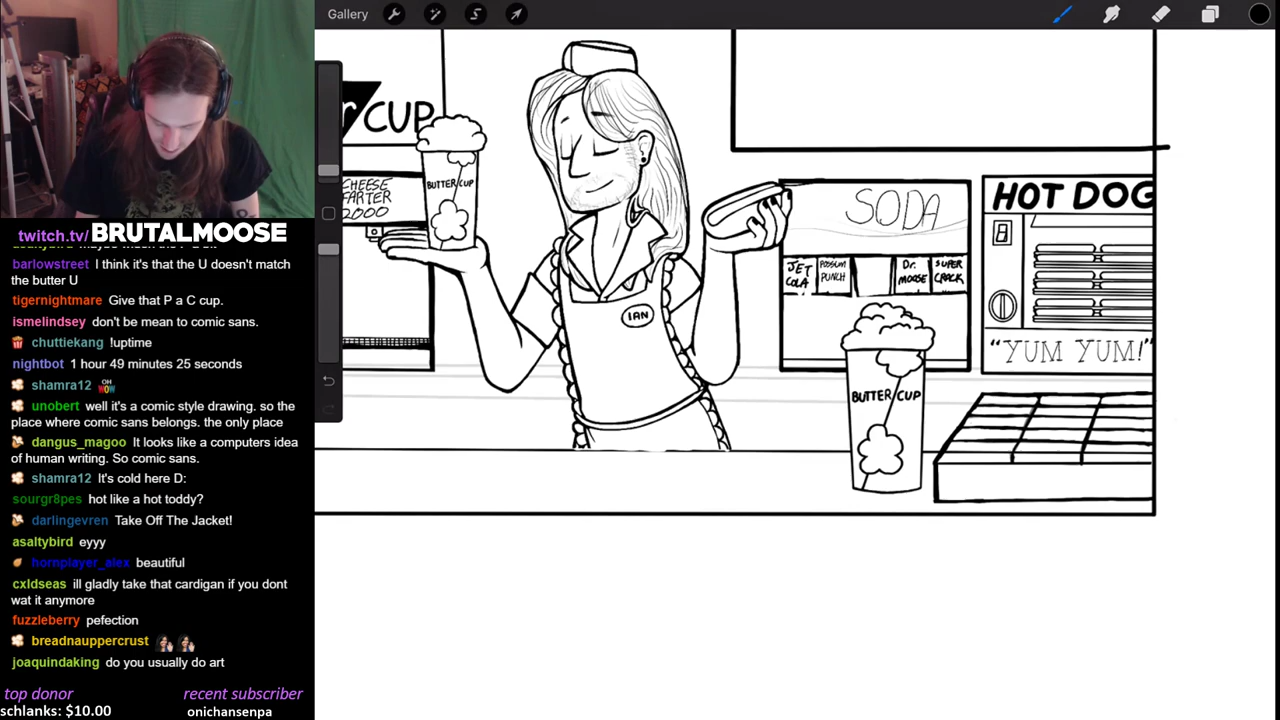 Gallery
CUP
CHEESE
FARTER
2000
BUTTER CUP
IAN
SODA
JET
COLA
POSSUM
PUNCH
Dr.
MOOSE
SUPER
CRACK
HOT DOG
"YUM YUM!"
BUTTER CUP
twitch.tv/BRUTALMOOSE
barlowstreet I think it's that the U doesn't match
the butter U
tigernightmare Give that P a C cup.
ismelindsey don't be mean to comic sans.
chuttiekang !uptime
nightbot 1 hour 49 minutes 25 seconds
shamra12 OH WOW
unobert well it's a comic style drawing. so the
place where comic sans belongs. the only place
dangus_magoo It looks like a computers idea
of human writing. So comic sans.
shamra12 It's cold here D:
sourgr8pes hot like a hot toddy?
darlingevren Take Off The Jacket!
asaltybird eyyy
hornplayer_alex beautiful
cxldseas ill gladly take that cardigan if you dont
wat it anymore
fuzzleberry pefection
breadnauppercrust
joaquindaking do you usually do art
top donor
schlanks: $10.00
recent subscriber
onichansenpa